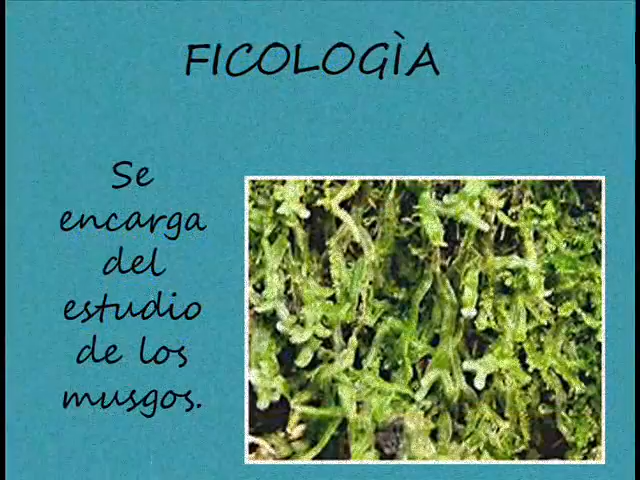 FICOLOGÌA
Se
encarga
del
estudio
de los
musgos.